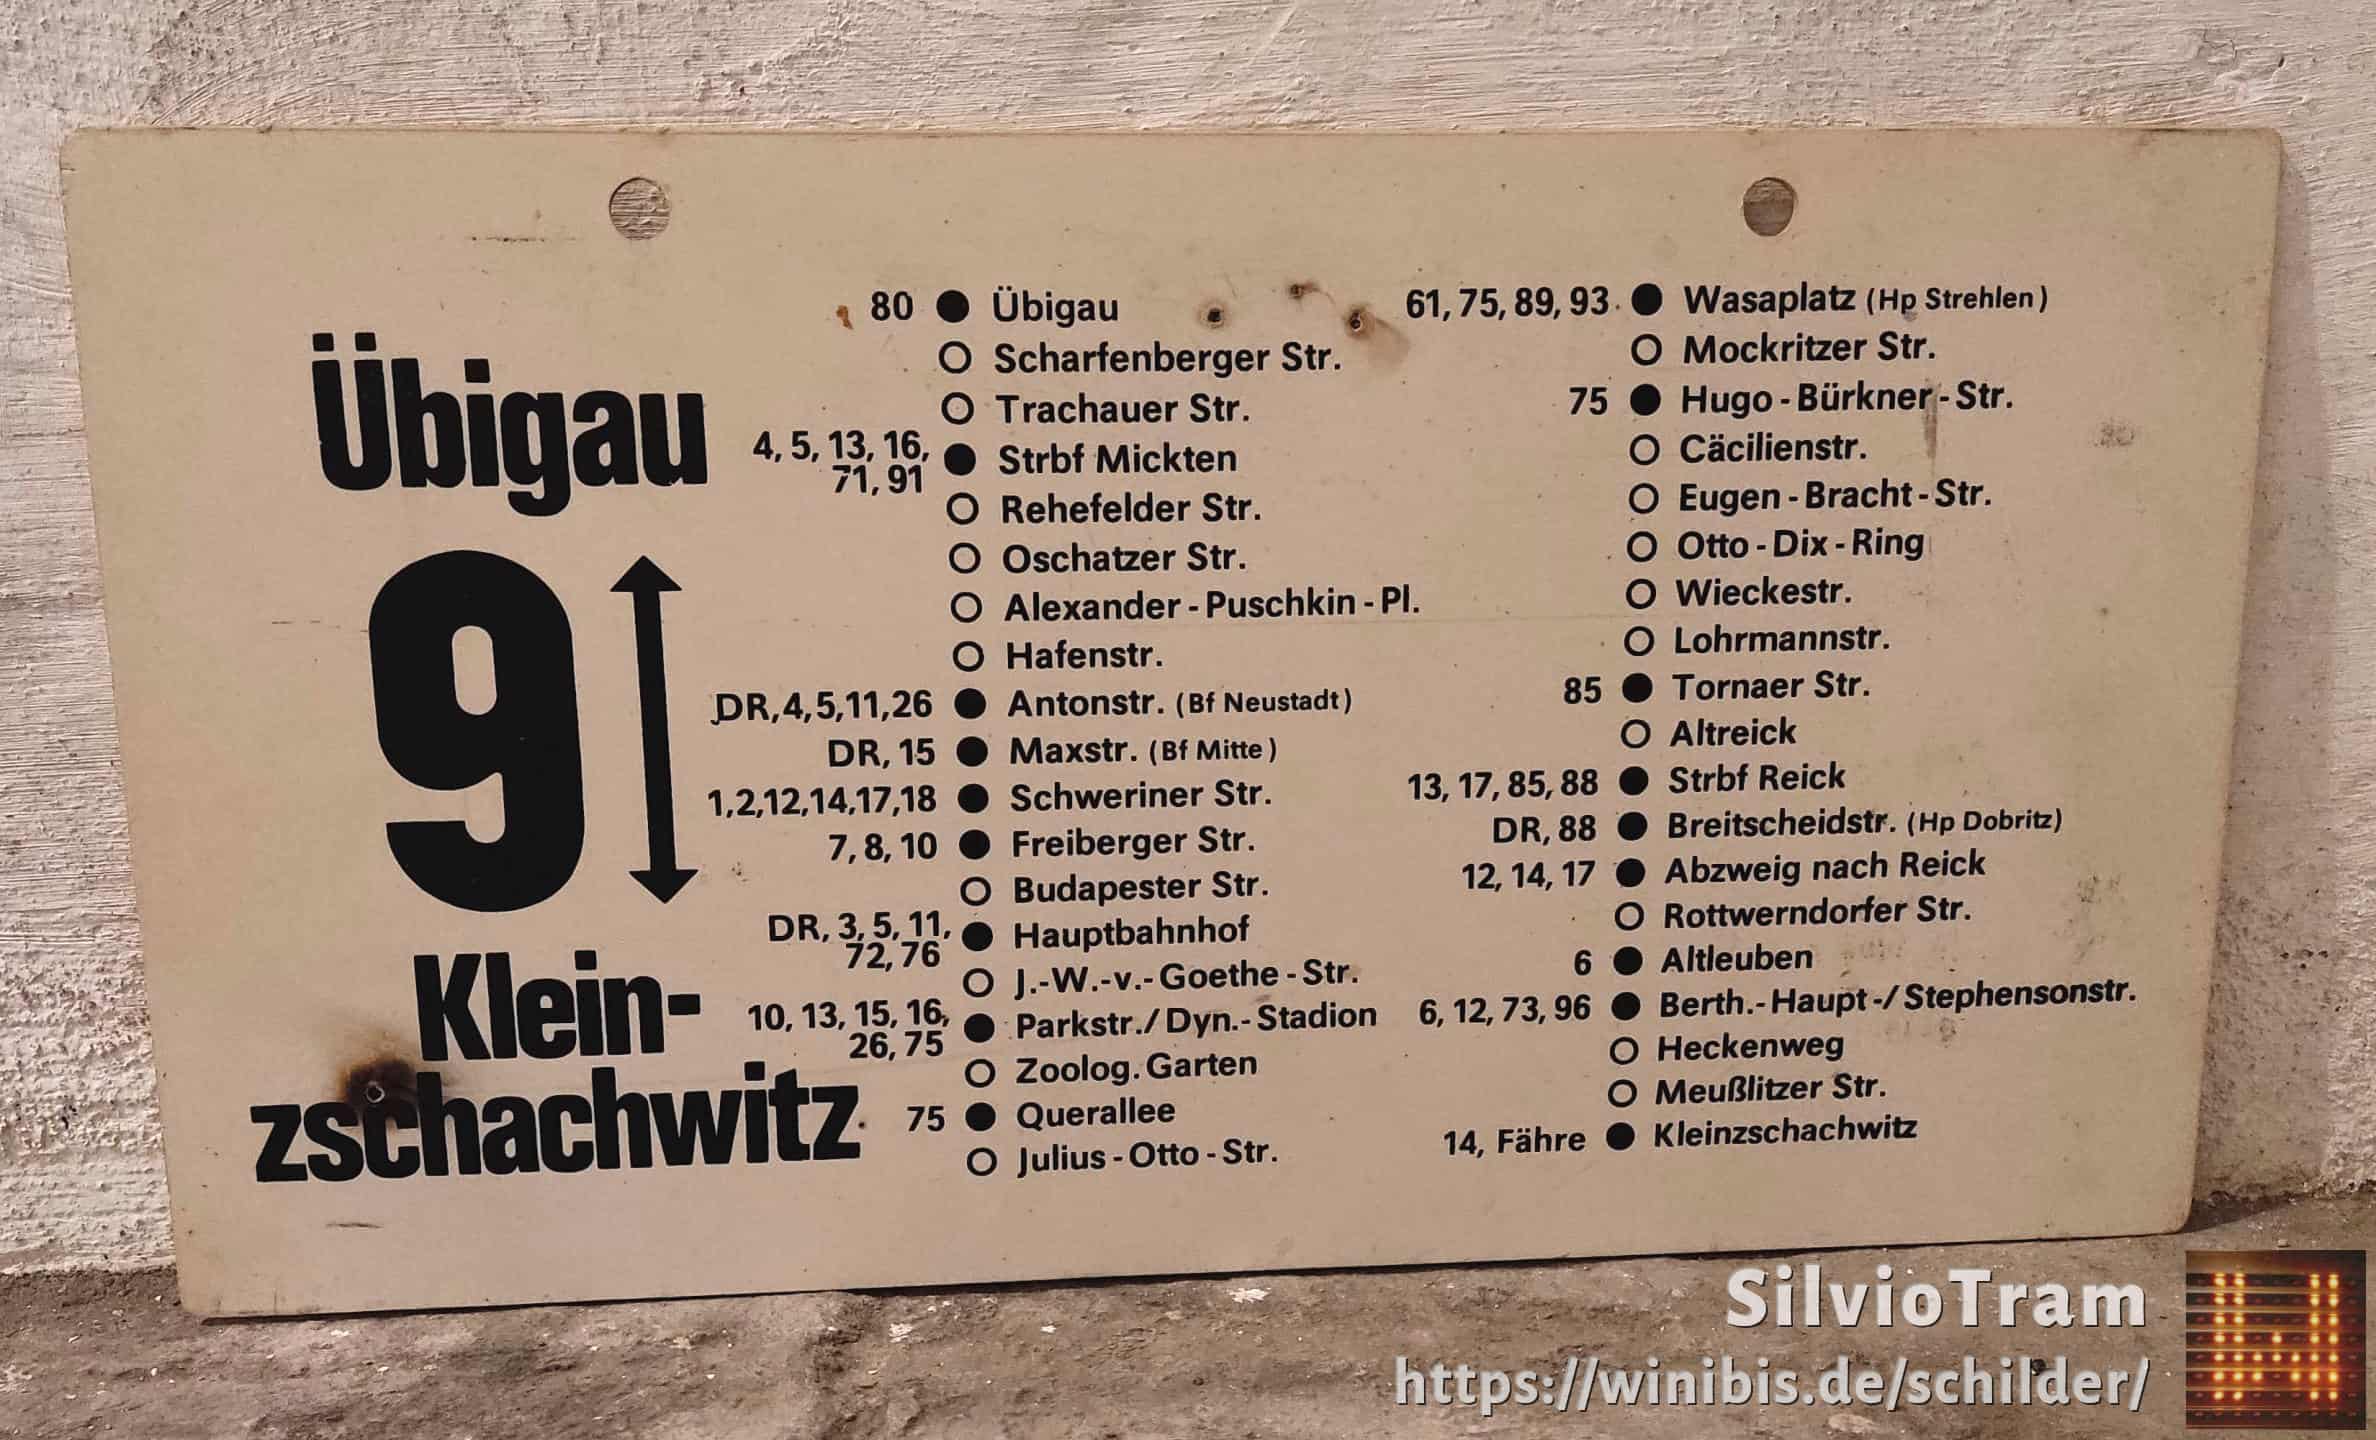 Übigau
9
Klein-
zschachwitz
80 Übigau
Scharfenberger Str.
Trachauer Str.
4, 5, 13, 16,
71, 91 Strbf Mickten
Rehefelder Str.
Oschatzer Str.
Alexander-Puschkin-Pl.
Hafenstr.
DR,4,5,11,26 Antonstr. (Bf Neustadt)
DR, 15 Maxstr. (Bf Mitte)
1,2,12,14,17,18 Schweriner Str.
7, 8, 10 Freiberger Str.
Budapester Str.
DR, 3, 5, 11,
72, 76 Hauptbahnhof
J.-W.-v.-Goethe-Str.
10, 13, 15, 16,
26, 75 Parkstr./Dyn.-Stadion
Zoolog. Garten
75 Querallee
Julius-Otto-Str.
61, 75, 89, 93 Wasaplatz (Hp Strehlen)
Mockritzer Str.
75 Hugo-Bürkner-Str.
Cäcilienstr.
Eugen-Bracht-Str.
Otto-Dix-Ring
Wieckestr.
Lohrmannstr.
85 Tornaer Str.
Altreick
13, 17, 85, 88 Strbf Reick
DR, 88 Breitscheidstr. (Hp Dobritz)
12, 14, 17 Abzweig nach Reick
Rottwerndorfer Str.
6 Altleuben
6, 12, 73, 96 Berth.-Haupt-/Stephensonstr.
Heckenweg
Meußlitzer Str.
14, Fähre Kleinzschachwitz
SilvioTram
https://winibis.de/schilder/